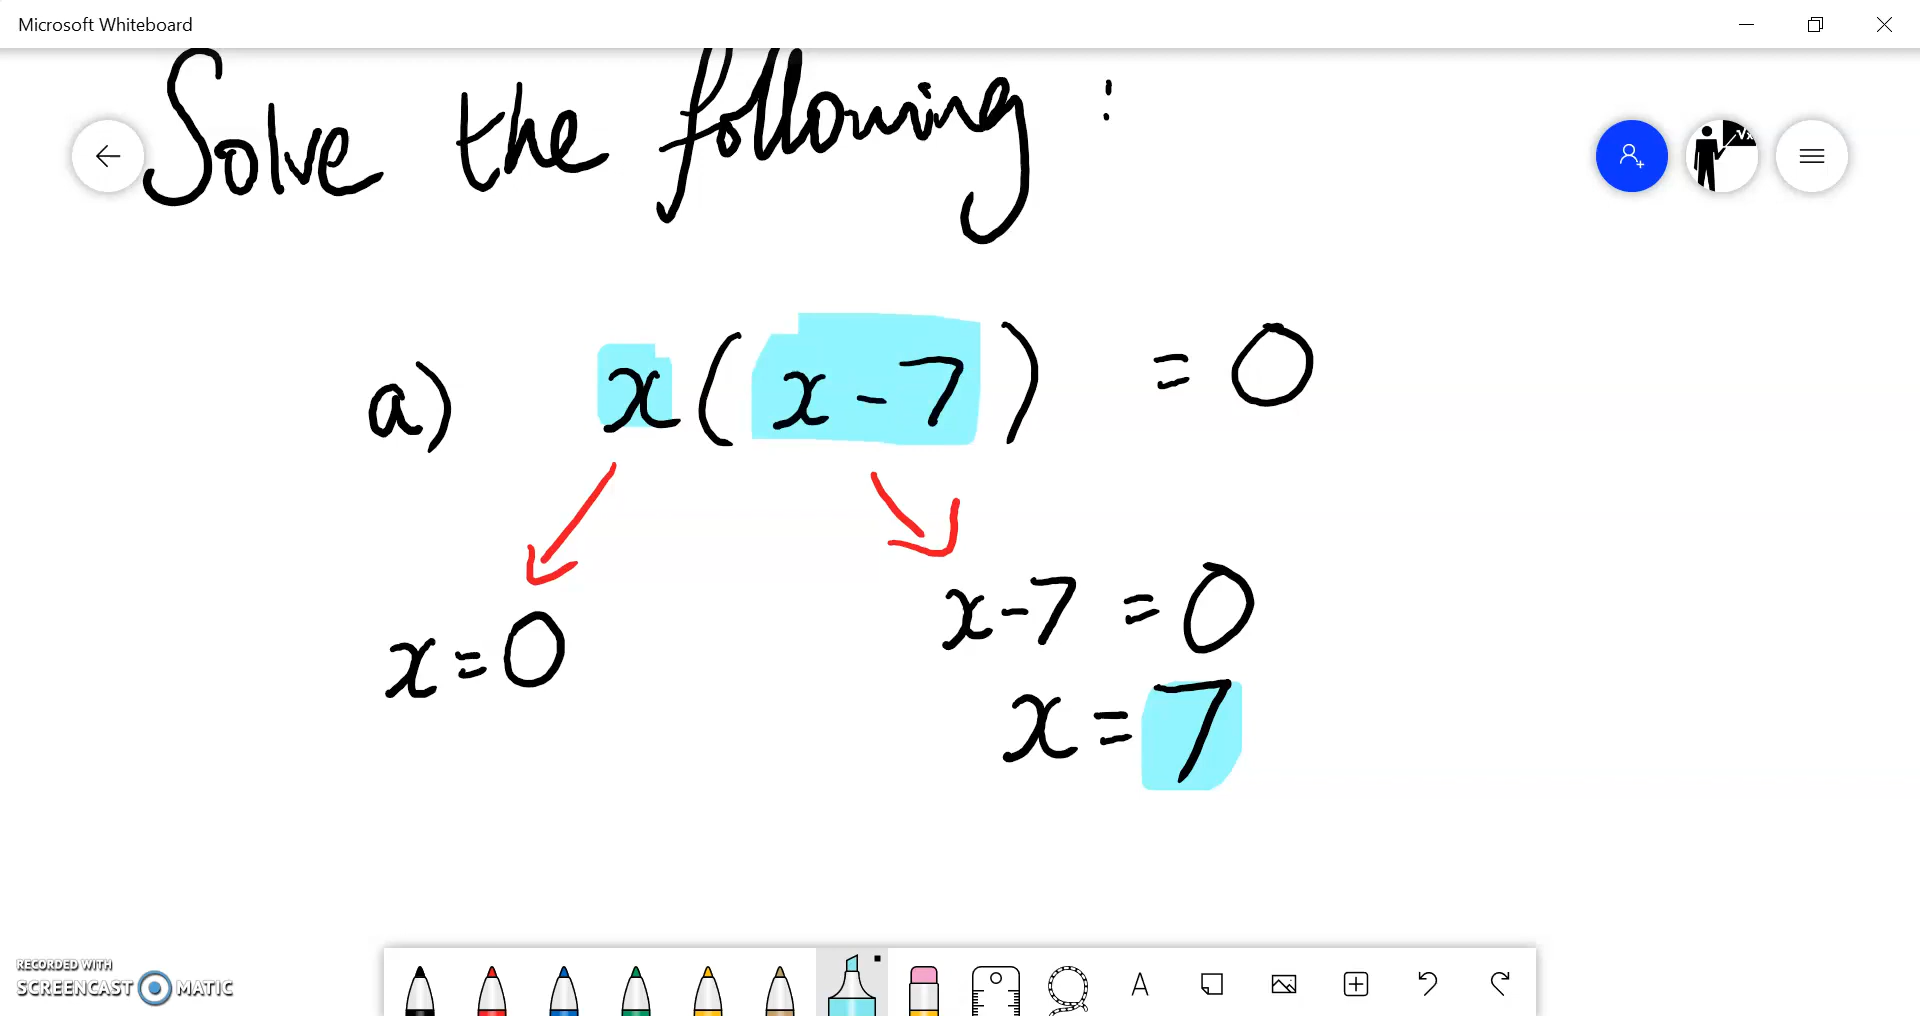 Microsoft Whiteboard
Solve the following :
√x
a) x(x-7) = 0
x=0
x-7 = 0
x = 7
RECORDED WITH
SCREENCAST MATIC
A